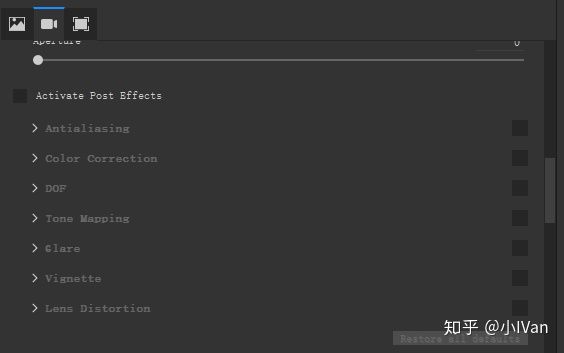 Aperture
0
Activate Post Effects
Antialiasing
Color Correction
DOF
Tone Mapping
Glare
Vignette
Lens Distortion
知乎 @小IVan
Restore all defaults